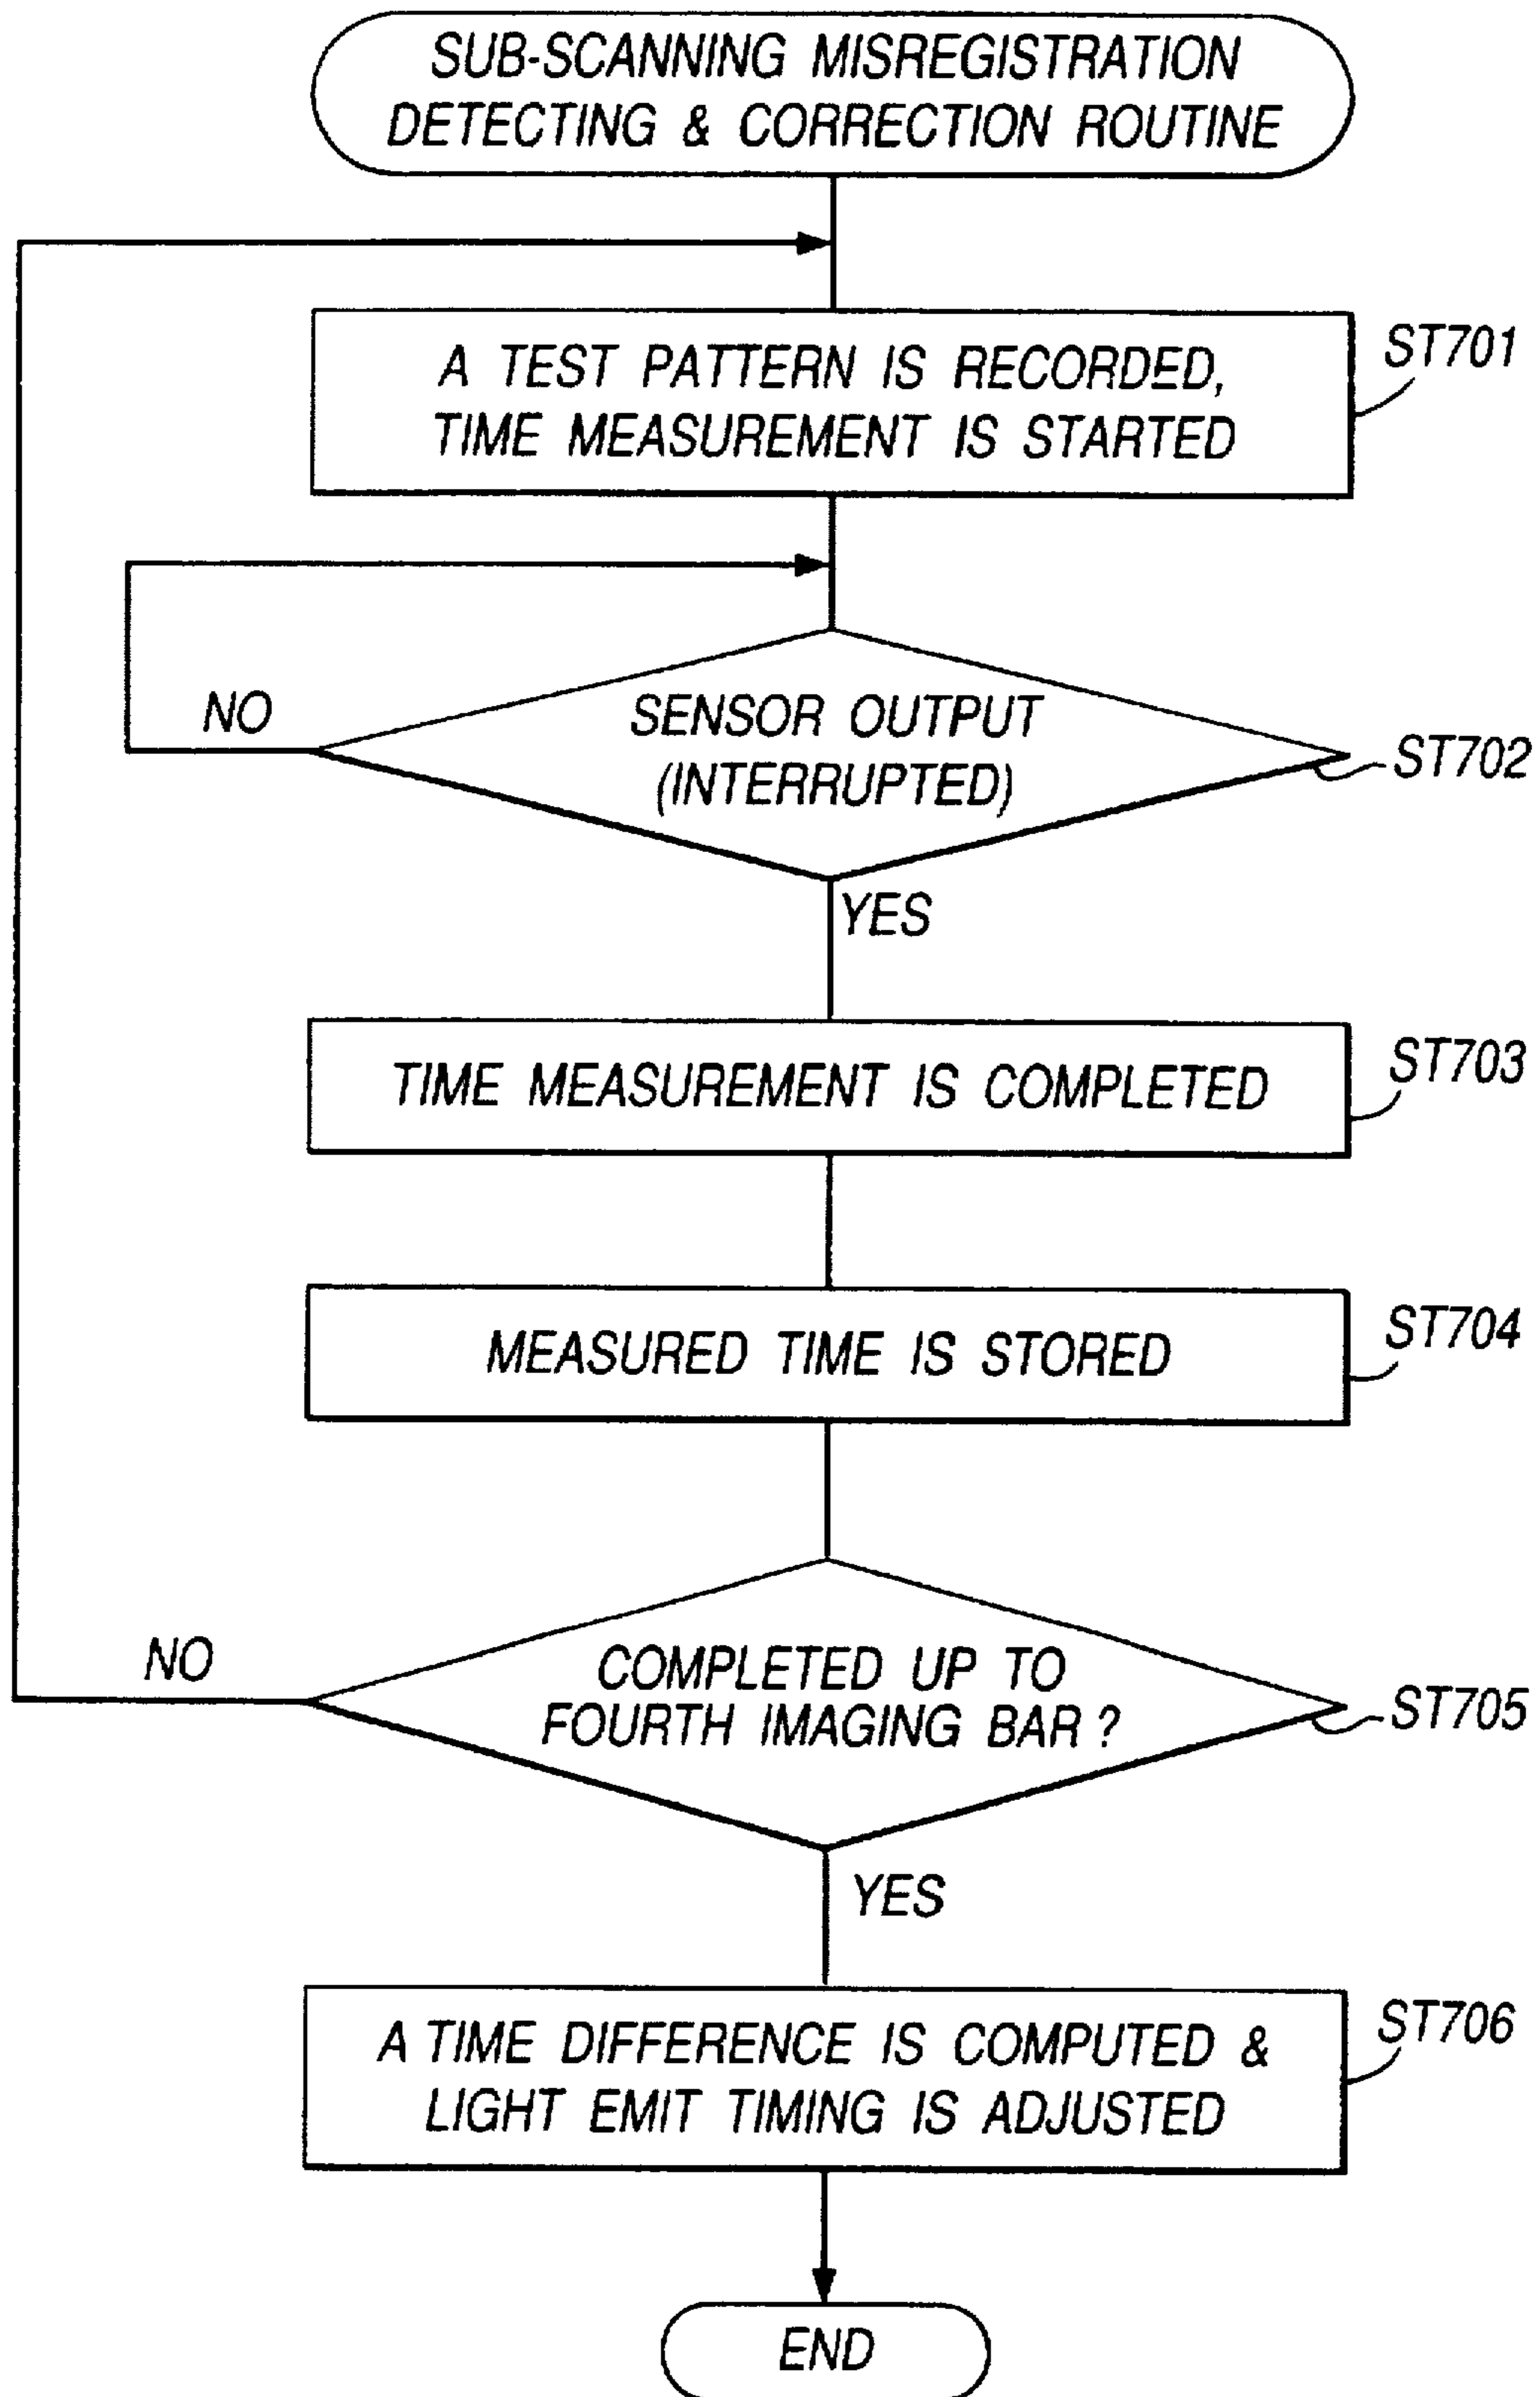 SUB-SCANNING MISREGISTRATION
DETECTING & CORRECTION ROUTINE
A TEST PATTERN IS RECORDED,
TIME MEASUREMENT IS STARTED
ST701
NO
SENSOR OUTPUT
(INTERRUPTED)
ST702
YES
TIME MEASUREMENT IS COMPLETED
ST703
MEASURED TIME IS STORED
ST704
NO
COMPLETED UP TO
FOURTH IMAGING BAR ?
ST705
YES
A TIME DIFFERENCE IS COMPUTED &
LIGHT EMIT TIMING IS ADJUSTED
ST706
END